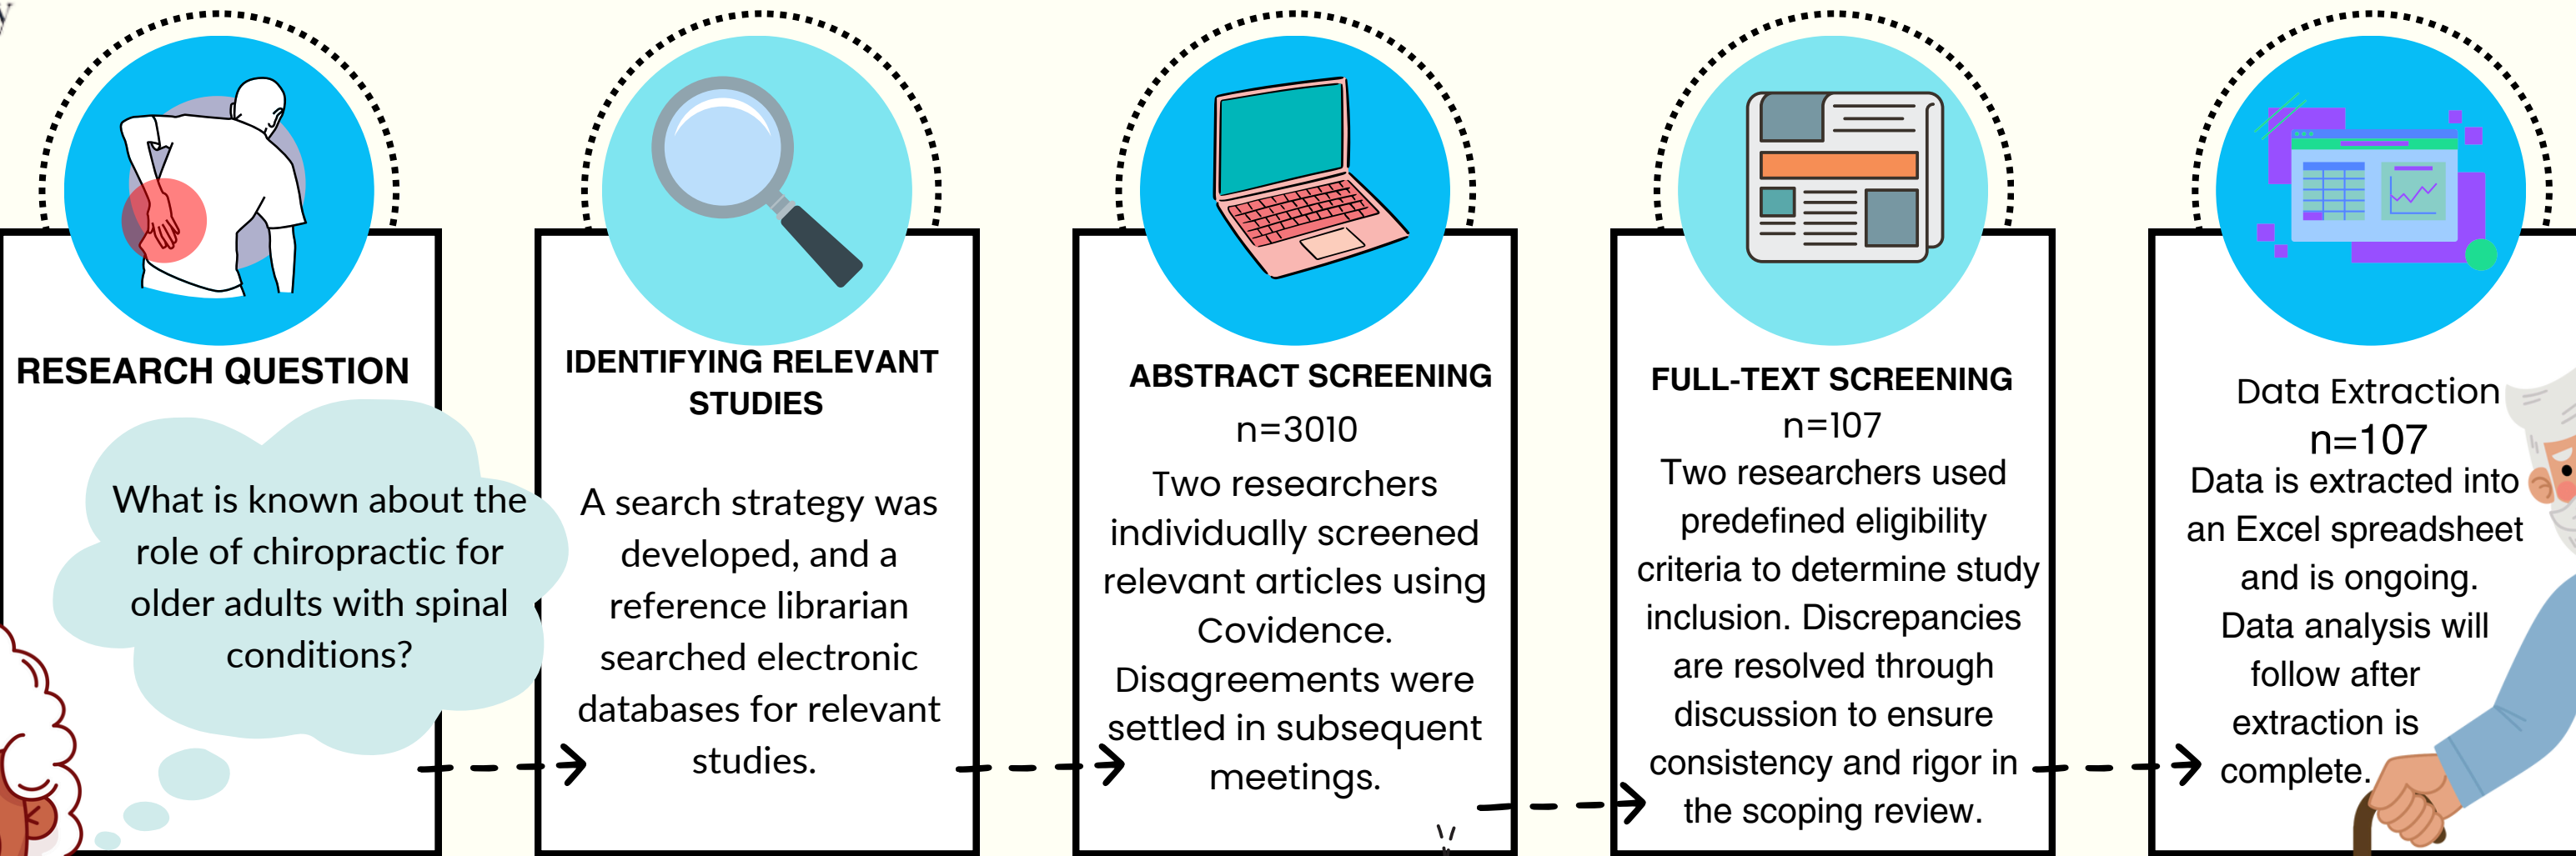 RESEARCH QUESTION
What is known about the
role of chiropractic for
older adults with spinal
conditions?
IDENTIFYING RELEVANT
STUDIES
A search strategy was
developed, and a
reference librarian
searched electronic
databases for relevant
studies.
ABSTRACT SCREENING
n=3010
Two researchers
individually screened
relevant articles using
Covidence.
Disagreements were
settled in subsequent
meetings.
FULL-TEXT SCREENING
n=107
Two researchers used
predefined eligibility
criteria to determine study
inclusion. Discrepancies
are resolved through
discussion to ensure
consistency and rigor in
the scoping review.
Data Extraction
n=107
Data is extracted into
an Excel spreadsheet
and is ongoing.
Data analysis will
follow after
extraction is
complete.